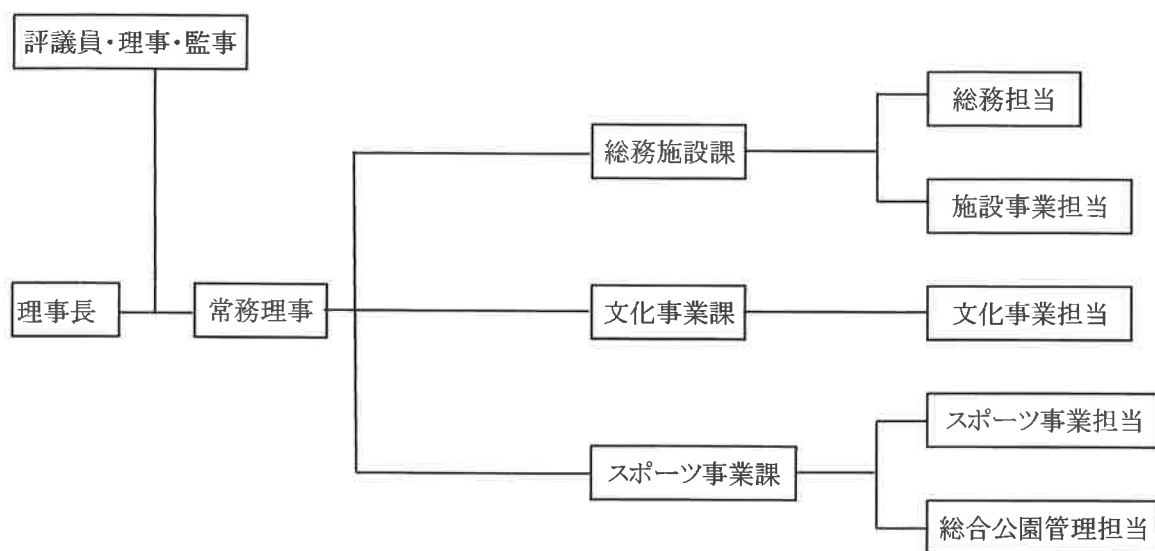 評議員・理事・監事
総務担当
総務施設課
施設事業担当
理事長
常務理事
文化事業課
文化事業担当
スポーツ事業担当
スポーツ事業課
総合公園管理担当